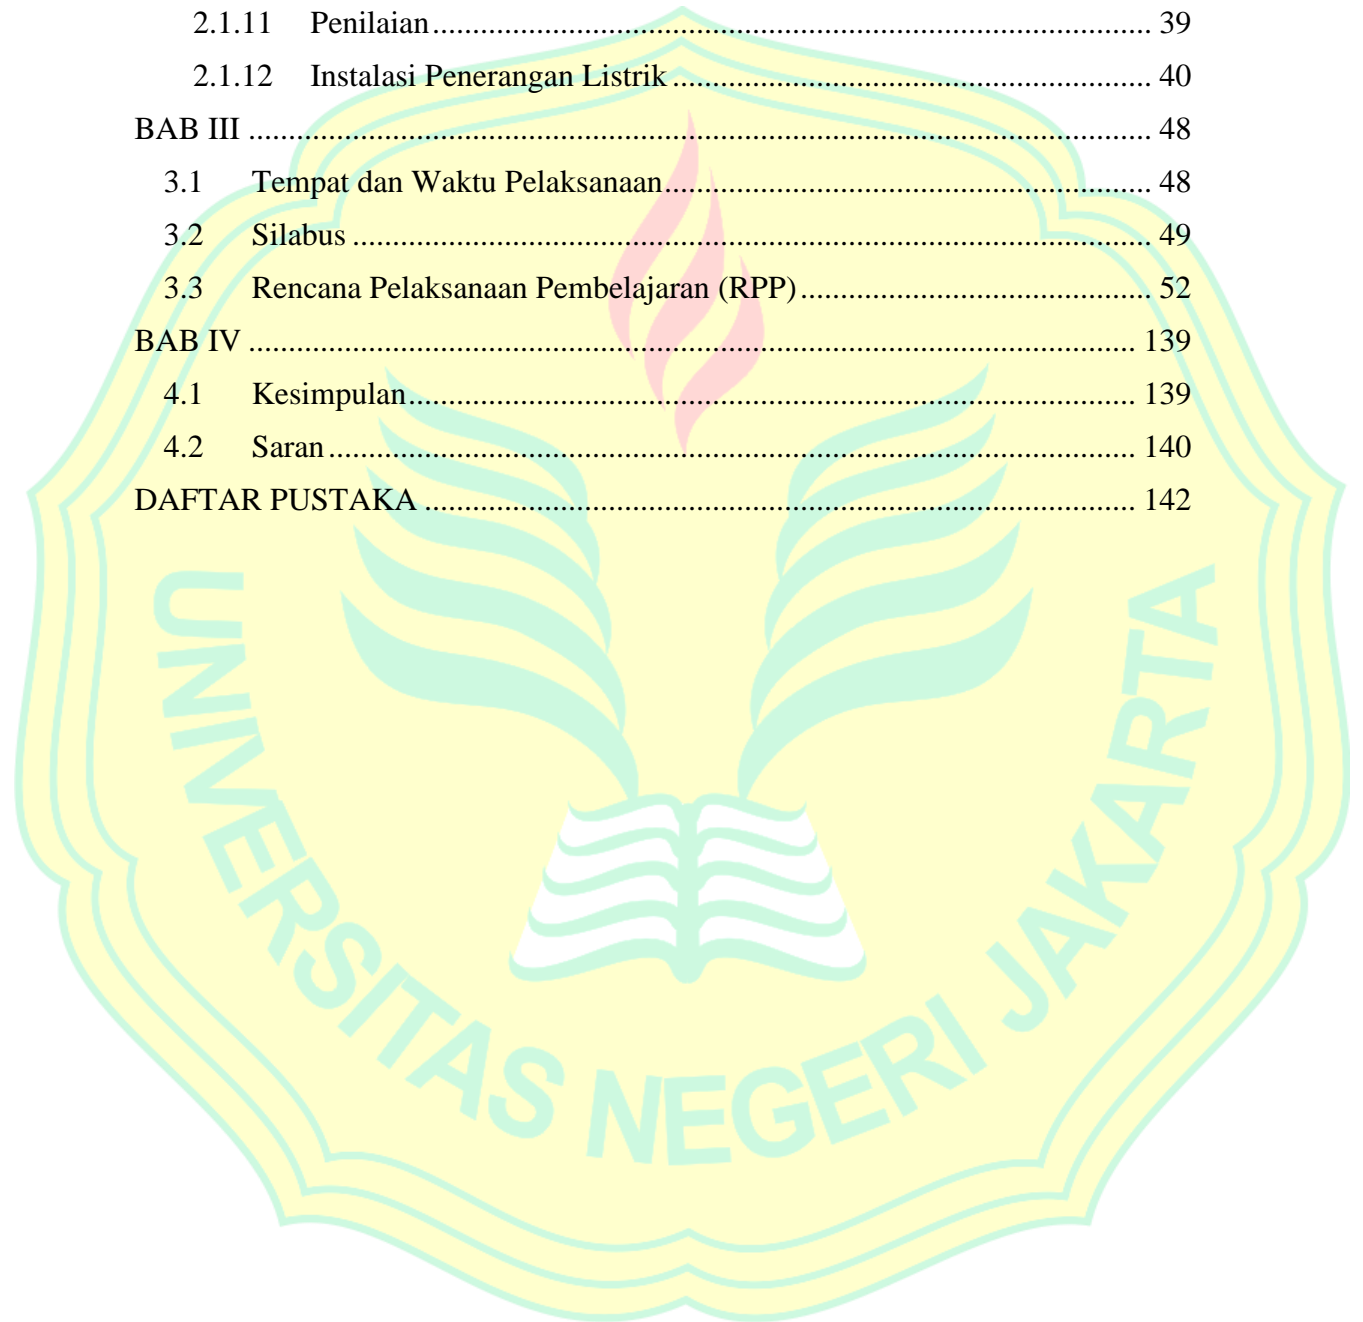 2.1.11 Penilaian.......................................................................................... 39
2.1.12 Instalasi Penerangan Listrik ............................................................ 40
BAB III ................................................................................................................. 48
3.1 Tempat dan Waktu Pelaksanaan............................................................. 48
3.2 Silabus .................................................................................................... 49
3.3 Rencana Pelaksanaan Pembelajaran (RPP)............................................ 52
BAB IV ............................................................................................................... 139
4.1 Kesimpulan........................................................................................... 139
4.2 Saran ..................................................................................................... 140
DAFTAR PUSTAKA ......................................................................................... 142
UNIVERSITAS NEGERI JAKARTA